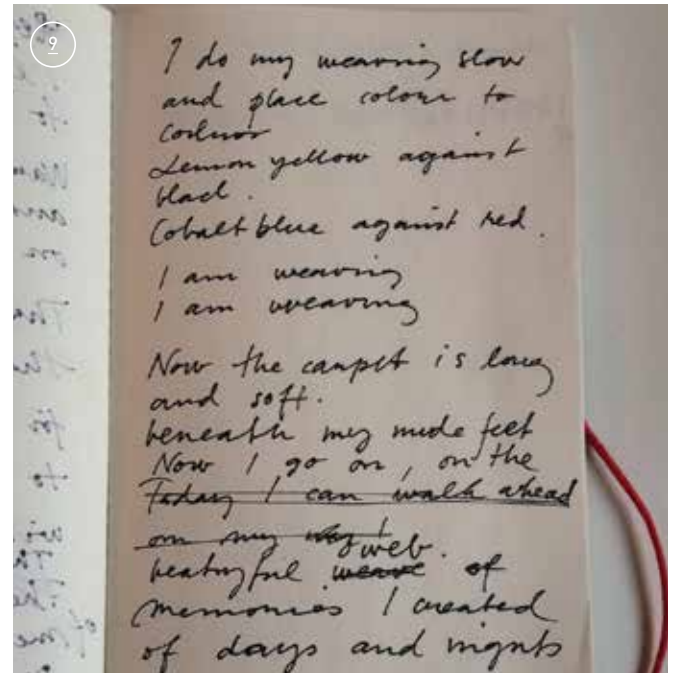 9
I do my weaving slow
and place colour to
colour
Lemon yellow against
black.
Cobalt blue against red.
I am weaving
I am weaving
Now the carpet is long
and soft.
beneath my nude feet
Now I go on, on the
Today I can walk ahead
on my way
web.
beatyful weave of
memories I created
of days and nights